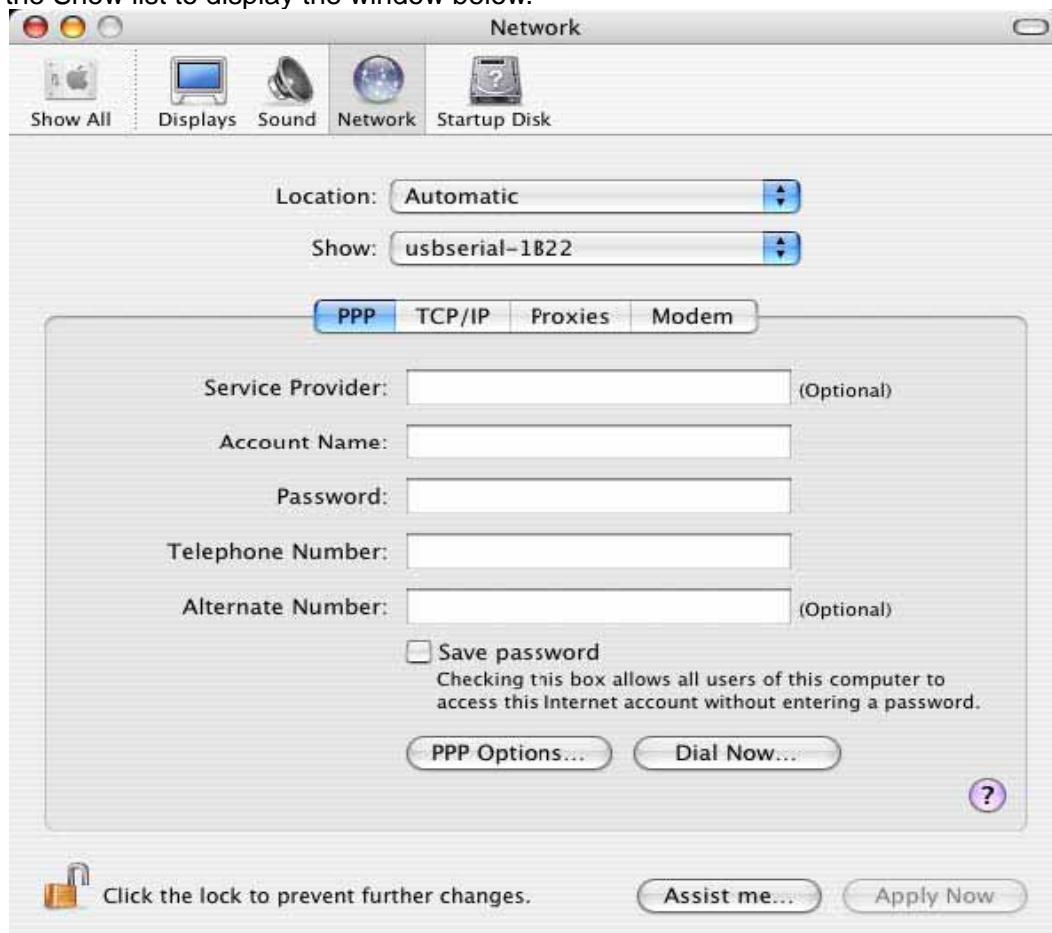 the Show list to display the window below.
Network
Show All Displays Sound Network Startup Disk
Location: Automatic
Show: usbserial-1B22
PPP TCP/IP Proxies Modem
Service Provider: (Optional)
Account Name:
Password:
Telephone Number:
Alternate Number: (Optional)
Save password
Checking this box allows all users of this computer to
access this Internet account without entering a password.
PPP Options... Dial Now...
?
Click the lock to prevent further changes. Assist me... Apply Now